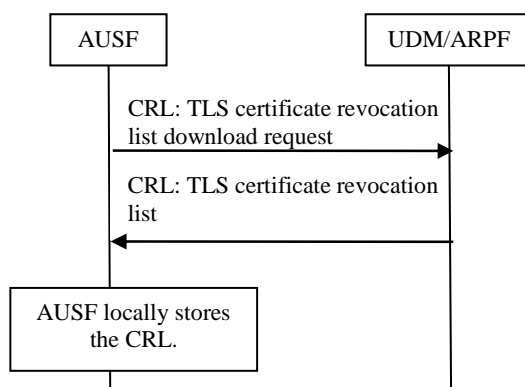 AUSF
UDM/ARPF
CRL: TLS certificate revocation
list download request
CRL: TLS certificate revocation
list
AUSF locally stores
the CRL.